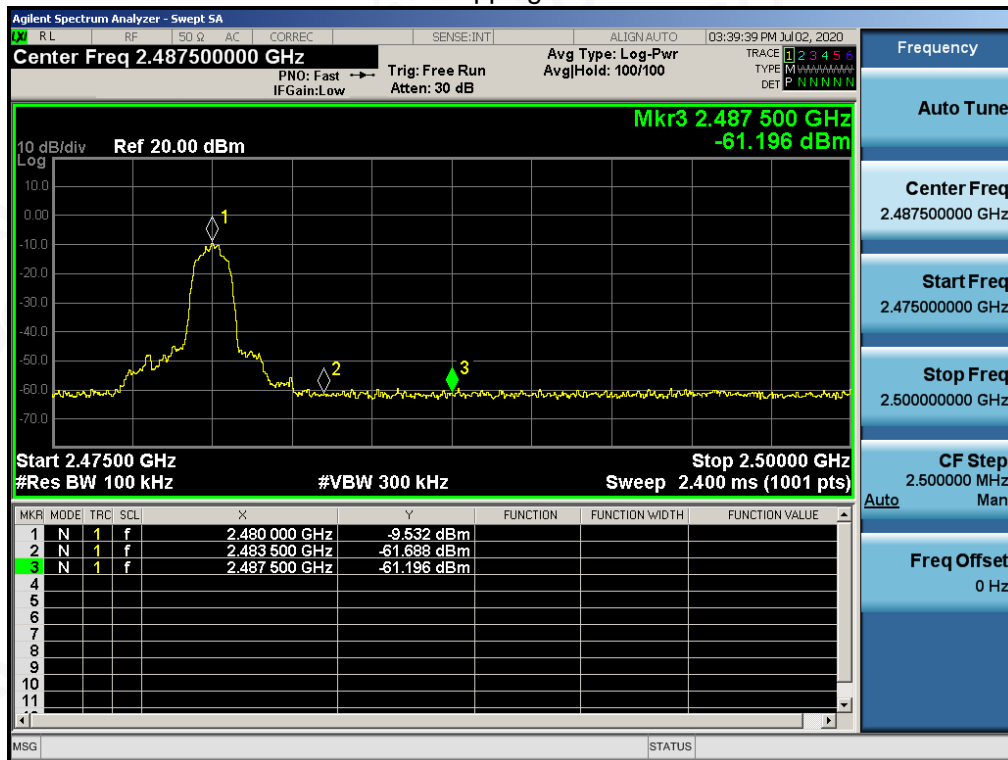 Agilent Spectrum Analyzer - Swept SA
LXI RL RF 50 Ω AC CORREC SENSE:INT ALIGNAUTO 03:39:39 PM Jul 02, 2020
Center Freq 2.487500000 GHz
PNO: Fast
IFGain:Low
Trig: Free Run
Atten: 30 dB
Avg Type: Log-Pwr
Avg|Hold: 100/100
TRACE 1 2 3 4 5 6
TYPE M WWWWW
DET P N N N N N
Mkr3 2.487 500 GHz
-61.196 dBm
10 dB/div Ref 20.00 dBm
Log
10.0
0.00
-10.0
-20.0
-30.0
-40.0
-50.0
-60.0
-70.0
1
2
3
Start 2.47500 GHz Stop 2.50000 GHz
#Res BW 100 kHz #VBW 300 kHz Sweep 2.400 ms (1001 pts)
MKR MODE TRC SCL X Y FUNCTION FUNCTION WIDTH FUNCTION VALUE
1 N 1 f 2.480 000 GHz -9.532 dBm
2 N 1 f 2.483 500 GHz -61.688 dBm
3 N 1 f 2.487 500 GHz -61.196 dBm
4
5
6
7
8
9
10
11
MSG STATUS
Frequency
Auto Tune
Center Freq
2.487500000 GHz
Start Freq
2.475000000 GHz
Stop Freq
2.500000000 GHz
CF Step
2.500000 MHz
Auto Man
Freq Offset
0 Hz